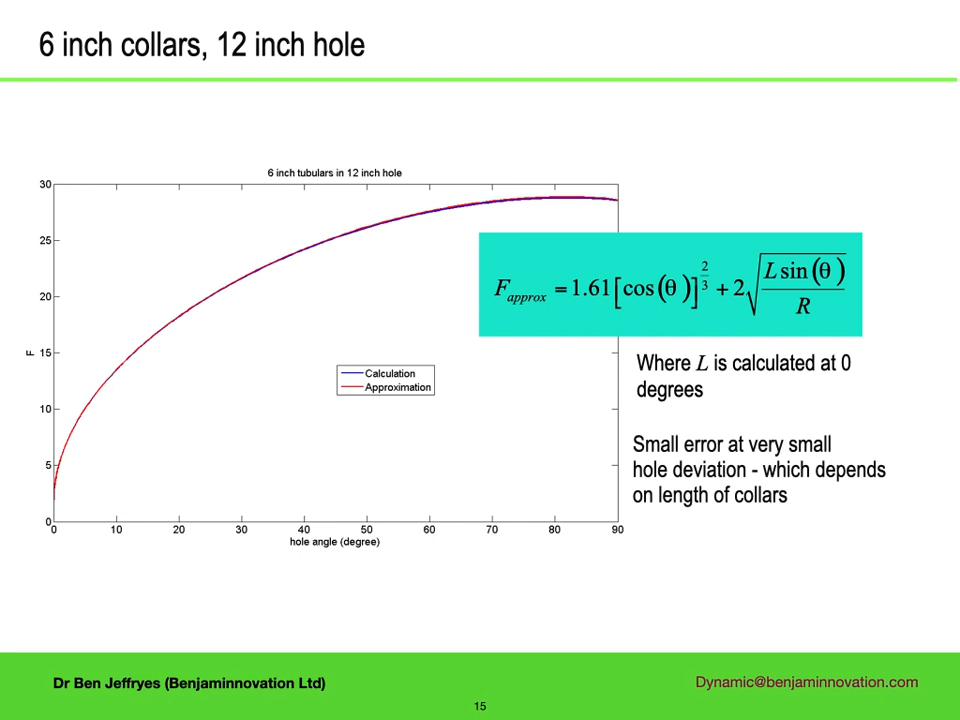 6 inch collars, 12 inch hole
6 inch tubulars in 12 inch hole
30
25
20
15
10
5
0
F
Calculation
Approximation
0 10 20 30 40 50 60 70 80 90
hole angle (degree)
F_approx = 1.61[cos(θ)]^(2/3) + 2√(L sin(θ)/R)
Where L is calculated at 0
degrees
Small error at very small
hole deviation - which depends
on length of collars
Dr Ben Jeffryes (Benjaminnovation Ltd)
Dynamic@benjaminnovation.com
15